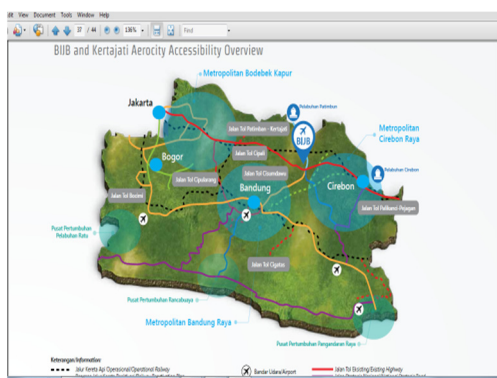 dit View Document Tools Window Help
37 / 44 136% Find
BIJB and Kertajati Aerocity Accessibility Overview
Metropolitan Bodebek Kapur
Jakarta
Pelabuhan Patimban
Jalan Tol Patimban - Kertajati
BIJB
Metropolitan
Cirebon Raya
Bogor
Jalan Tol Cipali
Pelabuhan Cirebon
Jalan Tol Cipularang
Jalan Tol Cisumdawu
Bandung
Cirebon
Jalan Tol Bocimi
Jalan Tol Palikanci-Pejagan
Pusat Pertumbuhan
Pelabuhan Ratu
Jalan Tol Cigatas
Pusat Pertumbuhan Rancabuaya
Metropolitan Bandung Raya
Pusat Pertumbuhan Pangandaran Raya
Keterangan/Information:
Jalur Kereta Api Operasional/Operational Railway
Bandar Udara/Airport
Jalan Tol Eksisting/Existing Highway